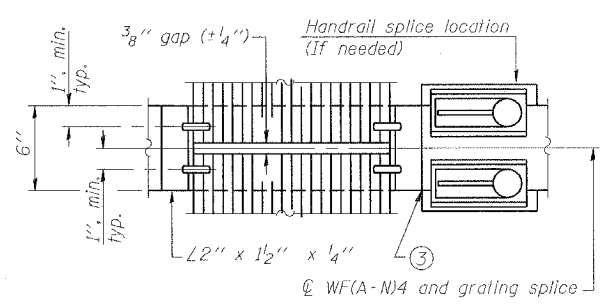 3/8" gap (±1/4")
Handrail splice location
(If needed)
1", min.
typ.
6"
1", min.
typ.
∠2" x 1 1/2" x 1/4"
3
℄ WF(A-N)4 and grating splice